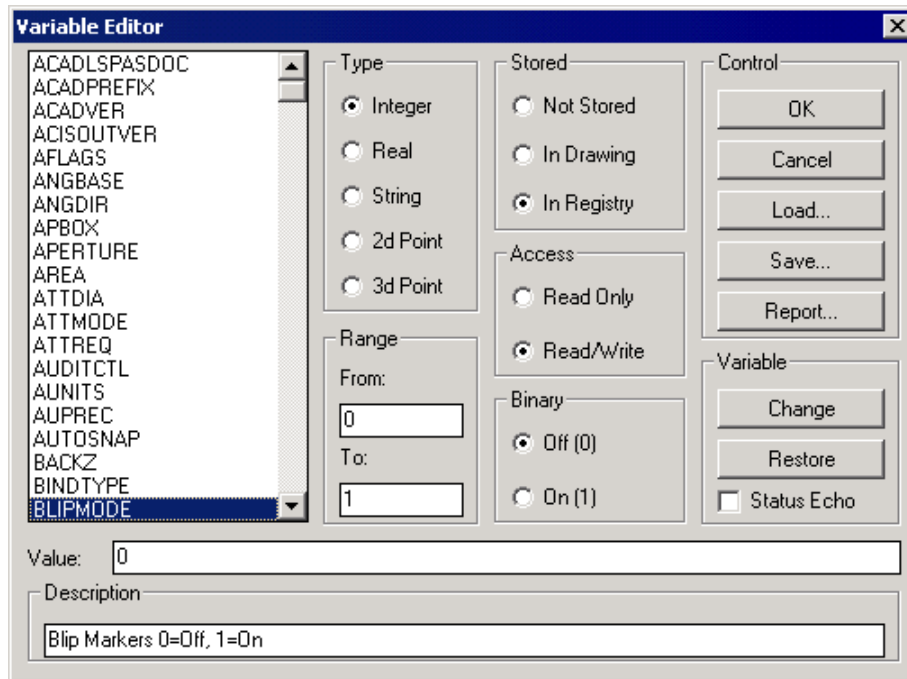 Variable Editor
ACADLSPASDOC
ACADPREFIX
ACADVER
ACISOUTVER
AFLAGS
ANGBASE
ANGDIR
APBOX
APERTURE
AREA
ATTDIA
ATTMODE
ATTREQ
AUDITCTL
AUNITS
AUPREC
AUTOSNAP
BACKZ
BINDTYPE
BLIPMODE
Type
Integer
Real
String
2d Point
3d Point
Range
From:
0
To:
1
Stored
Not Stored
In Drawing
In Registry
Access
Read Only
Read/Write
Binary
Off (0)
On (1)
Control
OK
Cancel
Load...
Save...
Report...
Variable
Change
Restore
Status Echo
Value: 0
Description
Blip Markers 0=Off, 1=On